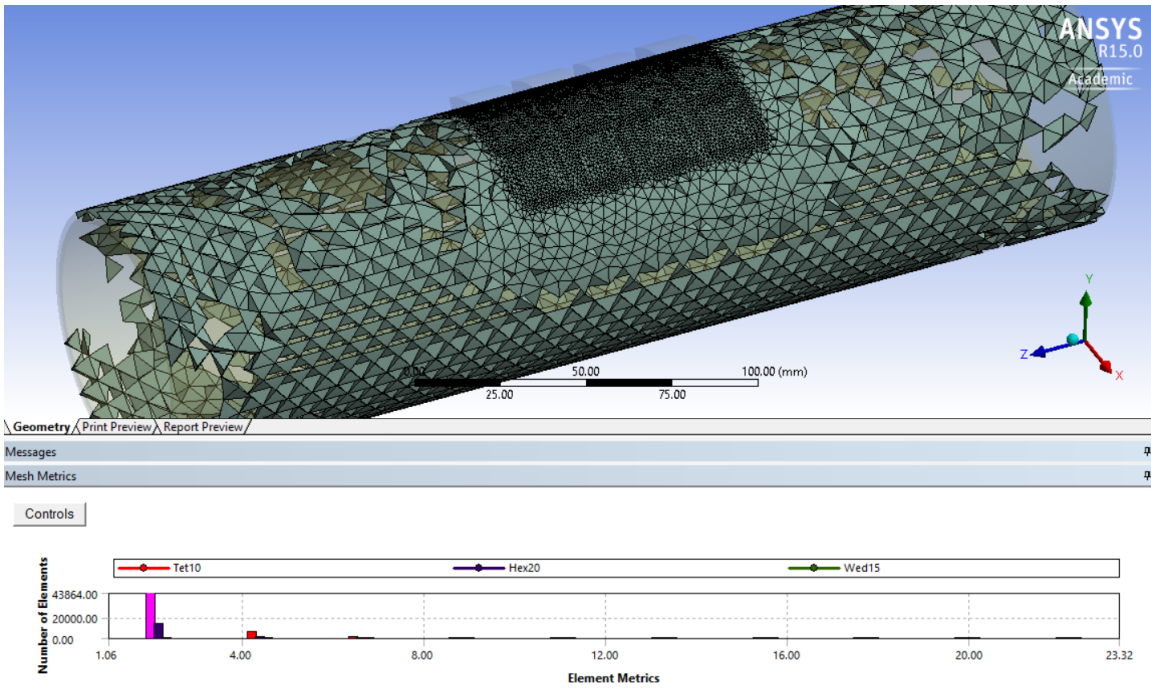 ANSYS
R15.0
Academic
Y
Z
X
0.00 50.00 100.00 (mm)
25.00 75.00
Geometry Print Preview Report Preview
Messages
Mesh Metrics
Controls
Tet10 Hex20 Wed15
Number of Elements
43864.00
20000.00
0.00
1.06 4.00 8.00 12.00 16.00 20.00 23.32
Element Metrics